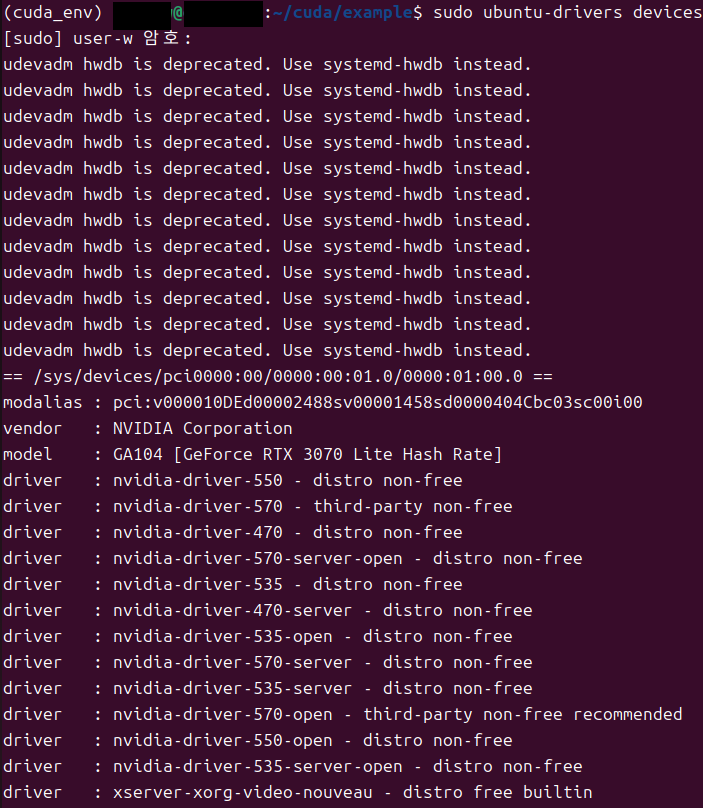 (cuda_env) @:~/cuda/example$ sudo ubuntu-drivers devices
[sudo] user-w 암호:
udevadm hwdb is deprecated. Use systemd-hwdb instead.
udevadm hwdb is deprecated. Use systemd-hwdb instead.
udevadm hwdb is deprecated. Use systemd-hwdb instead.
udevadm hwdb is deprecated. Use systemd-hwdb instead.
udevadm hwdb is deprecated. Use systemd-hwdb instead.
udevadm hwdb is deprecated. Use systemd-hwdb instead.
udevadm hwdb is deprecated. Use systemd-hwdb instead.
udevadm hwdb is deprecated. Use systemd-hwdb instead.
udevadm hwdb is deprecated. Use systemd-hwdb instead.
udevadm hwdb is deprecated. Use systemd-hwdb instead.
udevadm hwdb is deprecated. Use systemd-hwdb instead.
udevadm hwdb is deprecated. Use systemd-hwdb instead.
== /sys/devices/pci0000:00/0000:00:01.0/0000:01:00.0 ==
modalias : pci:v000010DEd00002488sv00001458sd0000404Cbc03sc00i00
vendor   : NVIDIA Corporation
model    : GA104 [GeForce RTX 3070 Lite Hash Rate]
driver   : nvidia-driver-550 - distro non-free
driver   : nvidia-driver-570 - third-party non-free
driver   : nvidia-driver-470 - distro non-free
driver   : nvidia-driver-570-server-open - distro non-free
driver   : nvidia-driver-535 - distro non-free
driver   : nvidia-driver-470-server - distro non-free
driver   : nvidia-driver-535-open - distro non-free
driver   : nvidia-driver-570-server - distro non-free
driver   : nvidia-driver-535-server - distro non-free
driver   : nvidia-driver-570-open - third-party non-free recommended
driver   : nvidia-driver-550-open - distro non-free
driver   : nvidia-driver-535-server-open - distro non-free
driver   : xserver-xorg-video-nouveau - distro free builtin